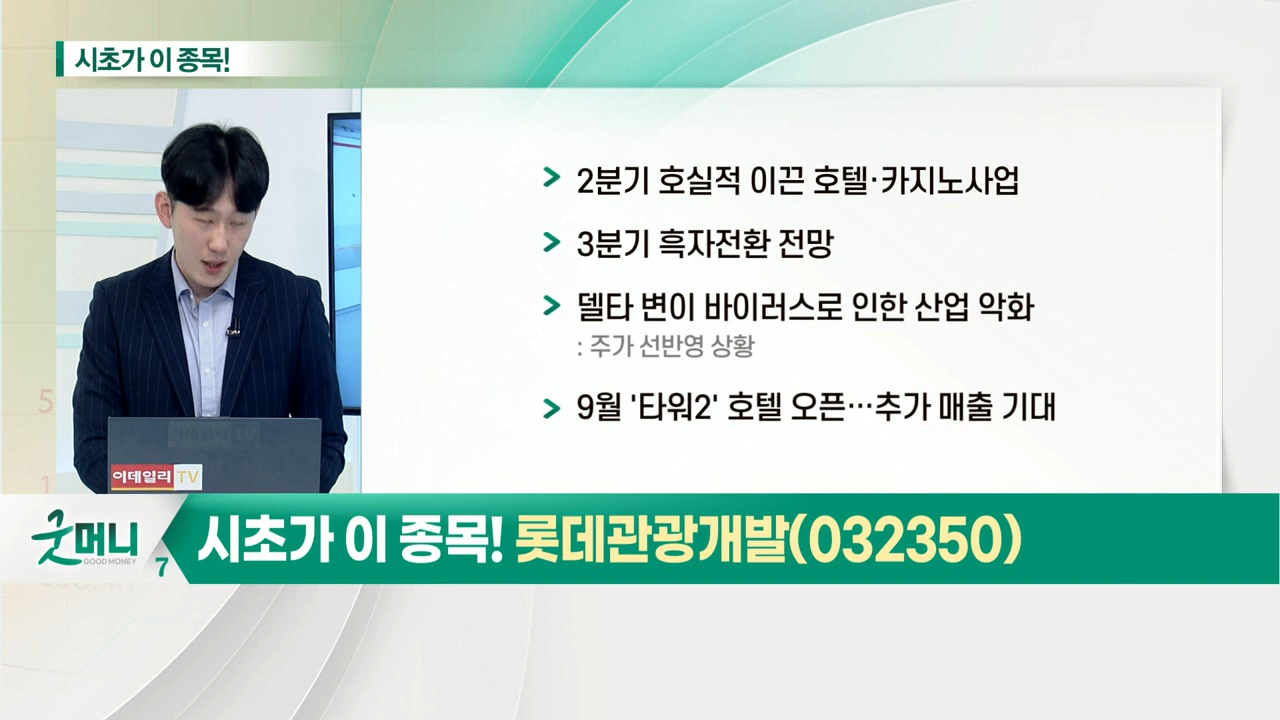 시초가 이 종목!
2분기 호실적 이끈 호텔·카지노사업
3분기 흑자전환 전망
델타 변이 바이러스로 인한 산업 악화
: 주가 선반영 상황
9월 '타워2' 호텔 오픈…추가 매출 기대
이데일리 TV
굿머니
GOOD MONEY
7
시초가 이 종목! 롯데관광개발(032350)